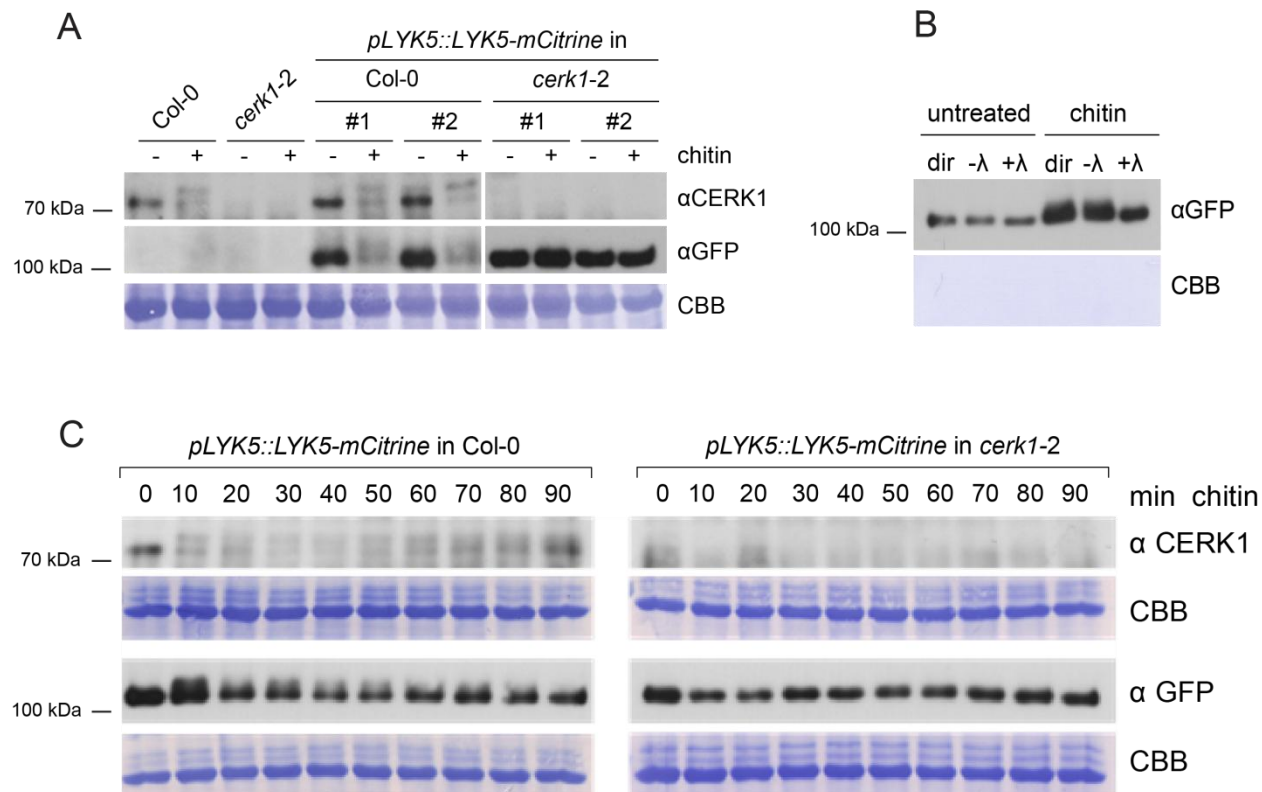 A
pLYK5::LYK5-mCitrine in
Col-0
cerk1-2
Col-0
cerk1-2
#1
#2
#1
#2
- + - + - + - + - + - +
chitin
αCERK1
70 kDa
αGFP
100 kDa
CBB
B
untreated
chitin
dir -λ +λ dir -λ +λ
αGFP
100 kDa
CBB
C
pLYK5::LYK5-mCitrine in Col-0
pLYK5::LYK5-mCitrine in cerk1-2
0 10 20 30 40 50 60 70 80 90
0 10 20 30 40 50 60 70 80 90
min chitin
α CERK1
70 kDa
CBB
α GFP
100 kDa
CBB